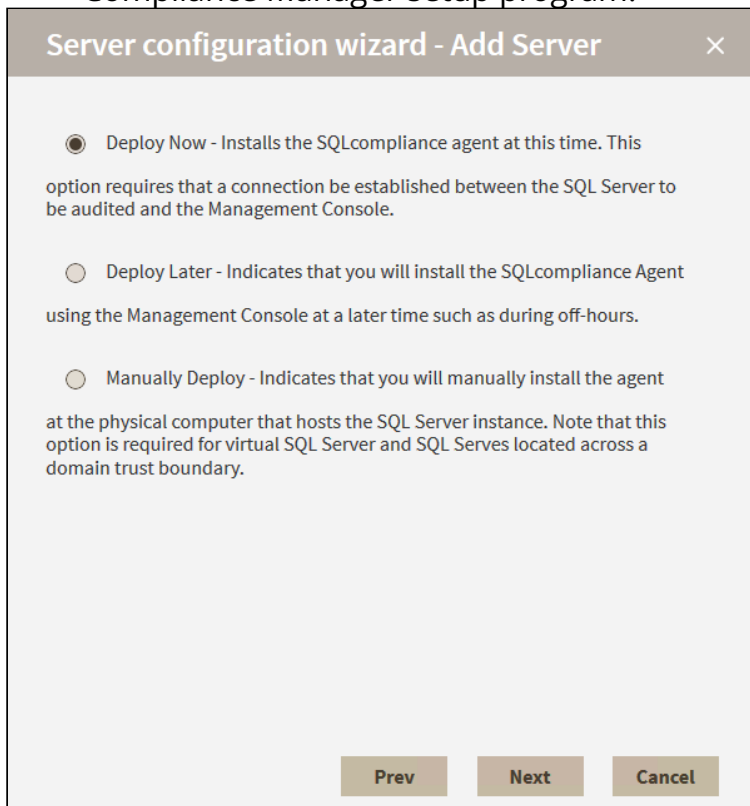 Compliance Manager Setup program.
Server configuration wizard - Add Server ×
Deploy Now - Installs the SQLcompliance agent at this time. This
option requires that a connection be established between the SQL Server to
be audited and the Management Console.
Deploy Later - Indicates that you will install the SQLcompliance Agent
using the Management Console at a later time such as during off-hours.
Manually Deploy - Indicates that you will manually install the agent
at the physical computer that hosts the SQL Server instance. Note that this
option is required for virtual SQL Server and SQL Serves located across a
domain trust boundary.
Prev Next Cancel